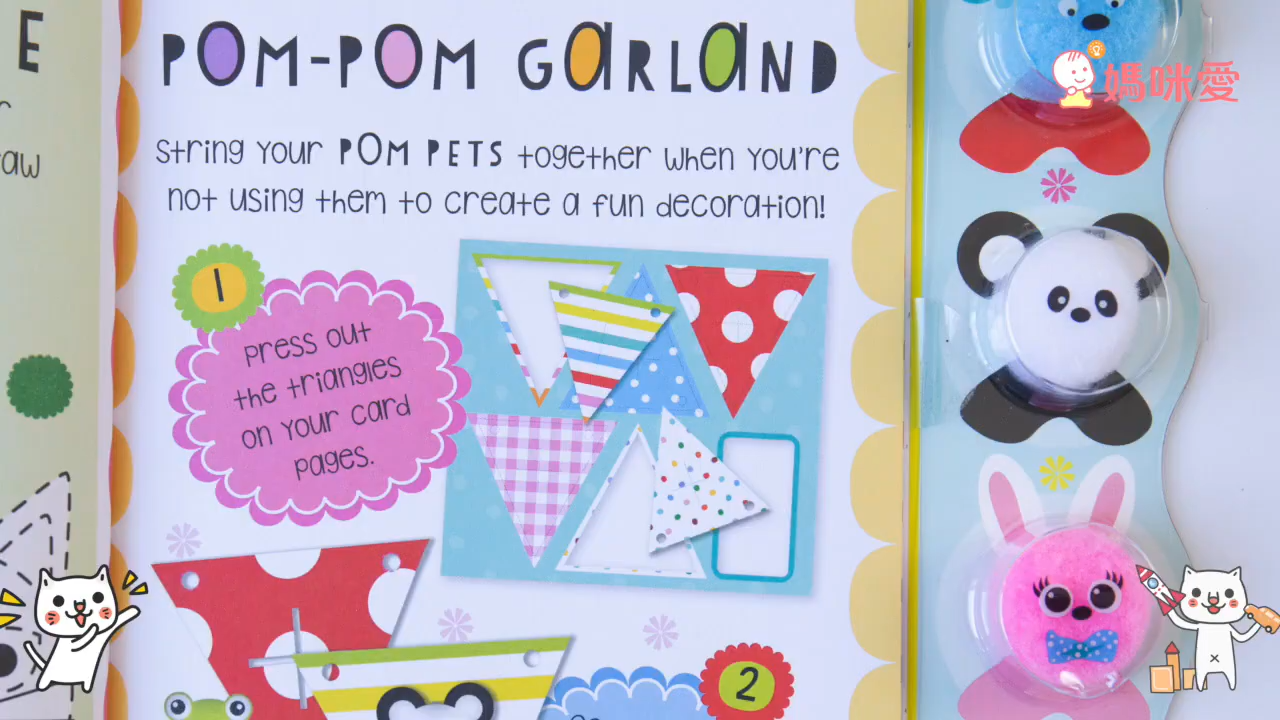 E
aw
POM-POM GARLAND
String your POM PETS together when you're
not using them to create a fun decoration!
1
press out
the triangles
on your card
pages.
2
媽咪愛